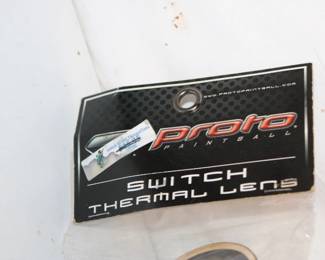 WWW.PROTOPAINTBALL.COM
proto
PAINTBALL
SWITCH
THERMAL LENS